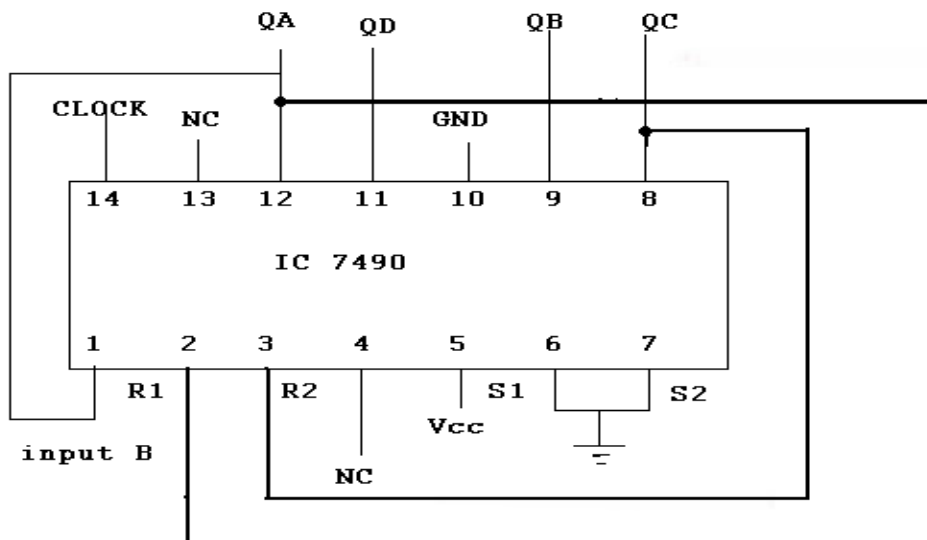 QA QD QB QC
CLOCK NC GND
14 13 12 11 10 9 8
IC 7490
1 2 3 4 5 6 7
R1 R2 S1 S2
Vcc
input B
NC